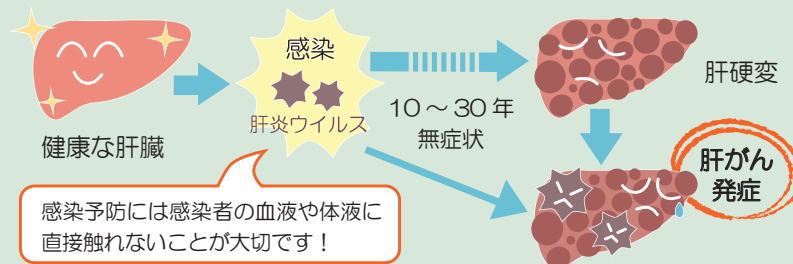 感染
肝炎ウイルス
健康な肝臓
10～30年
無症状
肝硬変
肝がん
発症
感染予防には感染者の血液や体液に
直接触れないことが大切です！